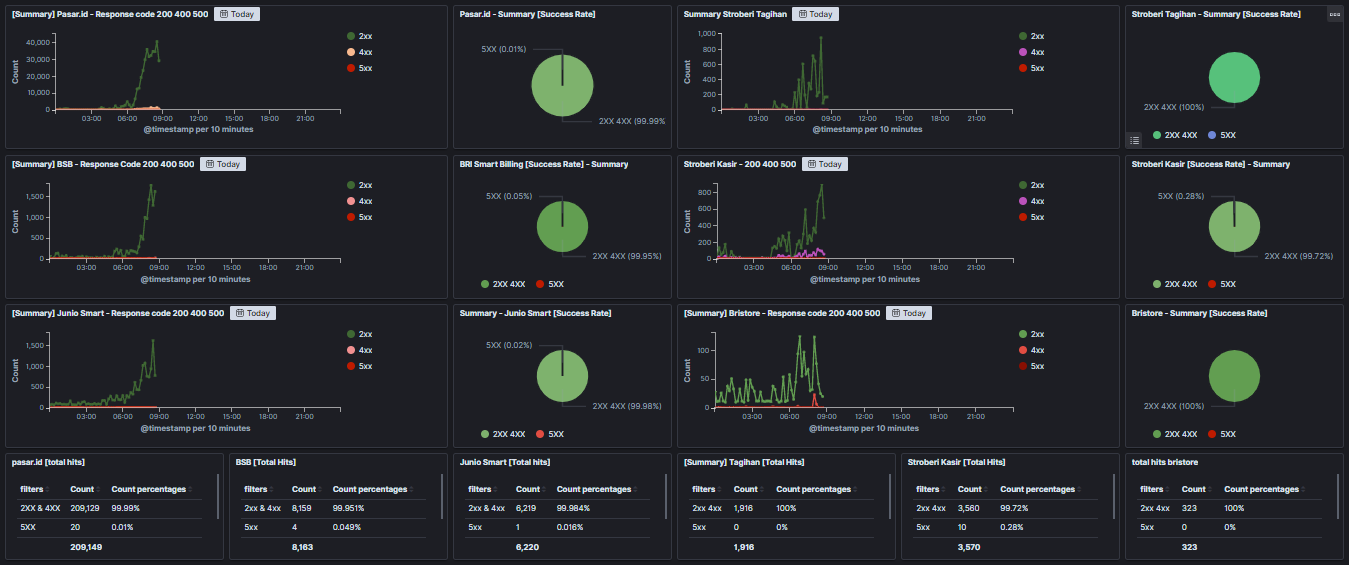 [Summary] Pasar.id - Response code 200 400 500 Today
40,000
30,000
20,000
10,000
0
Count
03:00 06:00 09:00 12:00 15:00 18:00 21:00
@timestamp per 10 minutes
2xx
4xx
5xx
Pasar.id - Summary [Success Rate]
5XX (0.01%)
2XX 4XX (99.99%
Summary Stroberi Tagihan Today
1,000
800
600
400
200
0
Count
03:00 06:00 09:00 12:00 15:00 18:00 21:00
@timestamp per 10 minutes
2xx
4xx
5xx
Stroberi Tagihan - Summary [Success Rate]
2XX 4XX (100%)
2XX 4XX 5XX
[Summary] BSB - Response Code 200 400 500 Today
1,500
1,000
500
0
Count
03:00 06:00 09:00 12:00 15:00 18:00 21:00
@timestamp per 10 minutes
2xx
4xx
5xx
BRI Smart Billing [Success Rate] - Summary
5XX (0.05%)
2XX 4XX (99.95%)
2XX 4XX 5XX
Stroberi Kasir - 200 400 500 Today
800
600
400
200
0
Count
03:00 06:00 09:00 12:00 15:00 18:00 21:00
@timestamp per 10 minutes
2xx
4xx
5xx
Stroberi Kasir [Success Rate] - Summary
5XX (0.28%)
2XX 4XX (99.72%)
2XX 4XX 5XX
[Summary] Junio Smart - Response code 200 400 500 Today
1,500
1,000
500
0
Count
03:00 06:00 09:00 12:00 15:00 18:00 21:00
@timestamp per 10 minutes
2xx
4xx
5xx
Summary - Junio Smart [Success Rate]
5XX (0.02%)
2XX 4XX (99.98%)
2XX 4XX 5XX
[Summary] Bristore - Response code 200 400 500 Today
100
50
0
Count
03:00 06:00 09:00 12:00 15:00 18:00 21:00
@timestamp per 10 minutes
2xx
4xx
5xx
Bristore - Summary [Success Rate]
2XX 4XX (100%)
2XX 4XX 5XX
pasar.id [total hits]
filters Count Count percentages
2XX & 4XX 209,129 99.99%
5XX 20 0.01%
209,149
BSB [Total Hits]
filters Count Count percentages
2xx & 4xx 8,159 99.951%
5xx 4 0.049%
8,163
Junio Smart [Total hits]
filters Count Count percentages
2xx & 4xx 6,219 99.984%
5xx 1 0.016%
6,220
[Summary] Tagihan [Total Hits]
filters Count Count percentages
2xx 4xx 1,916 100%
5xx 0 0%
1,916
Stroberi Kasir [Total Hits]
filters Count Count percentages
2xx 4xx 3,560 99.72%
5xx 10 0.28%
3,570
total hits bristore
filters Count Count percentages
2xx 4xx 323 100%
5xx 0 0%
323